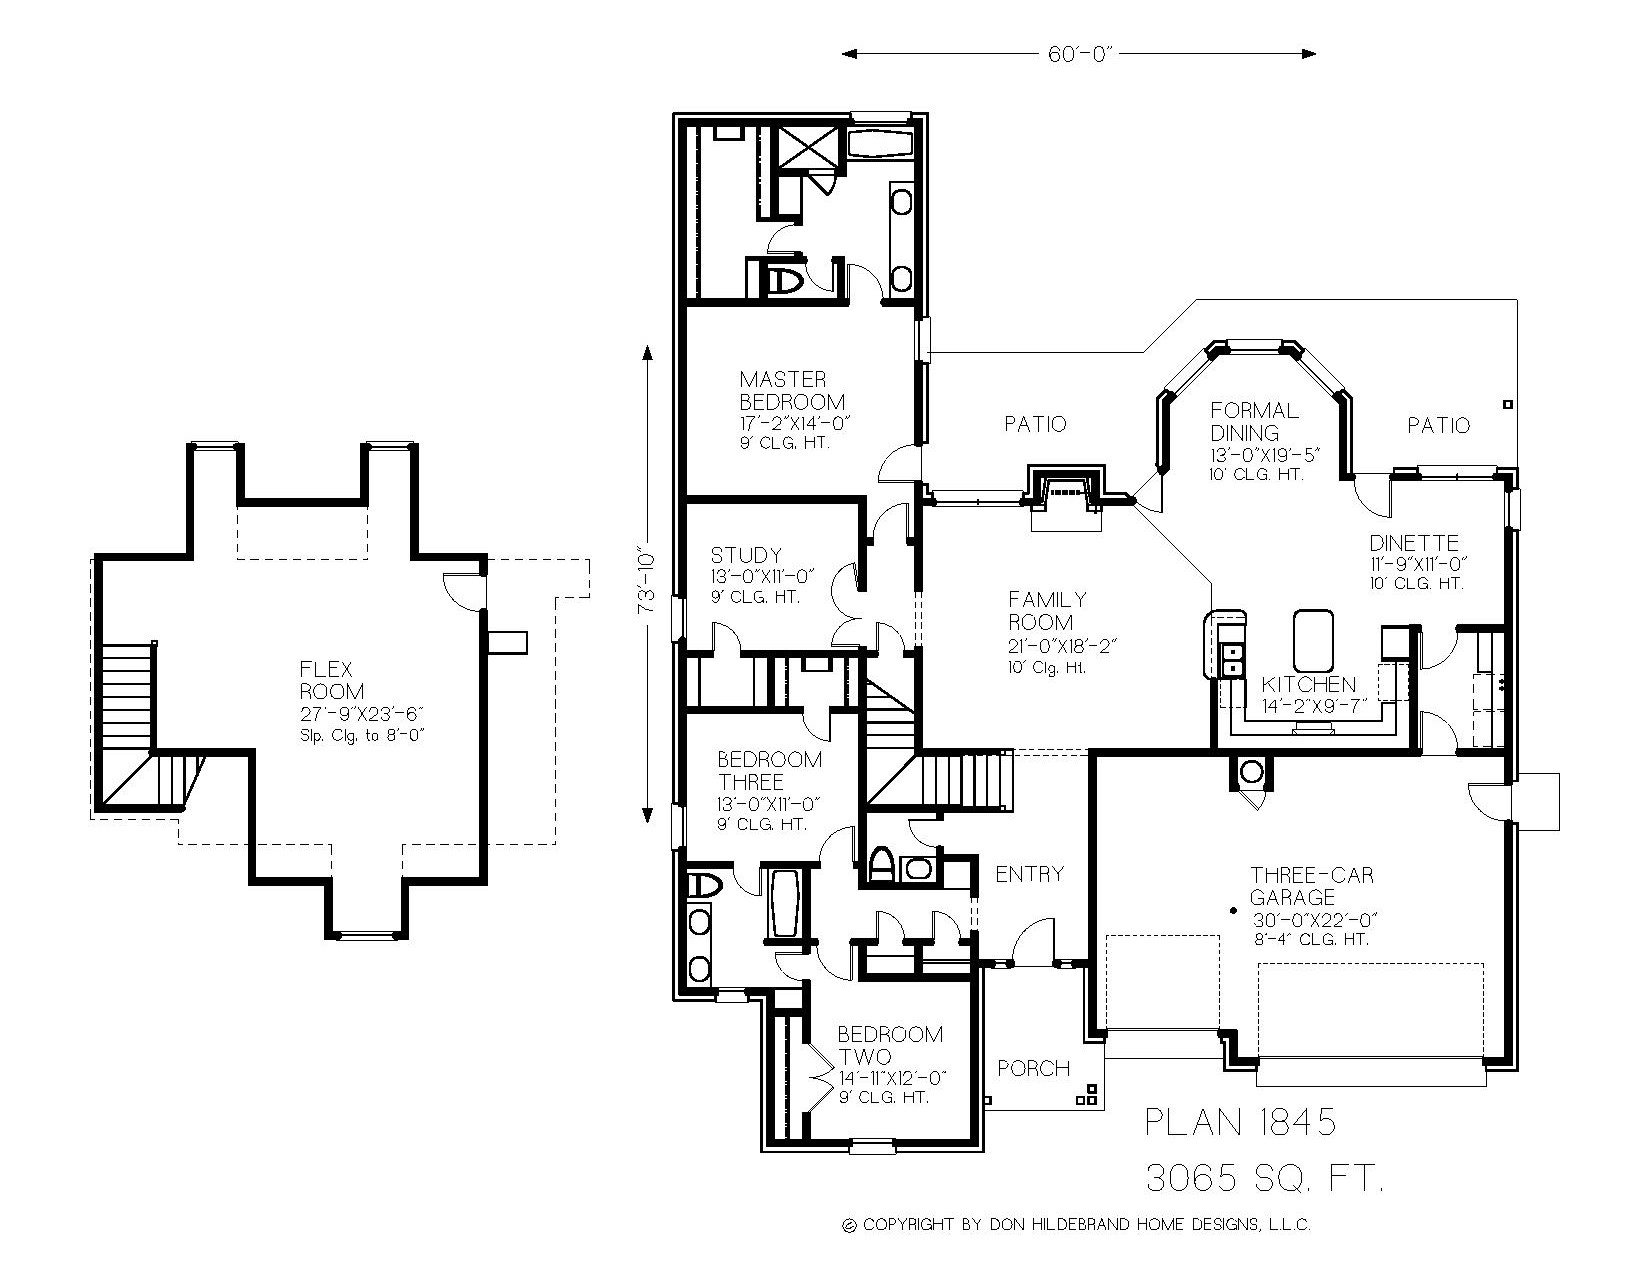 60'-0"
MASTER
BEDROOM
17'-2"X14'-0"
9' CLG. HT.
PATIO
FORMAL
DINING
13'-0"X19'-5"
10' CLG. HT.
PATIO
73'-10"
STUDY
13'-0"X11'-0"
9' CLG. HT.
DINETTE
11'-9"X11'-0"
10' CLG. HT.
FAMILY
ROOM
21'-0"X18'-2"
10' Clg. Ht.
FLEX
ROOM
27'-9"X23'-6"
Slp. Clg. to 8'-0"
KITCHEN
14'-2"X9'-7"
BEDROOM
THREE
13'-0"X11'-0"
9' CLG. HT.
ENTRY
THREE-CAR
GARAGE
30'-0"X22'-0"
8'-4" CLG. HT.
BEDROOM
TWO
14'-11"X12'-0"
9' CLG. HT.
PORCH
PLAN 1845
3065 SQ. FT.
© COPYRIGHT BY DON HILDEBRAND HOME DESIGNS, L.L.C.